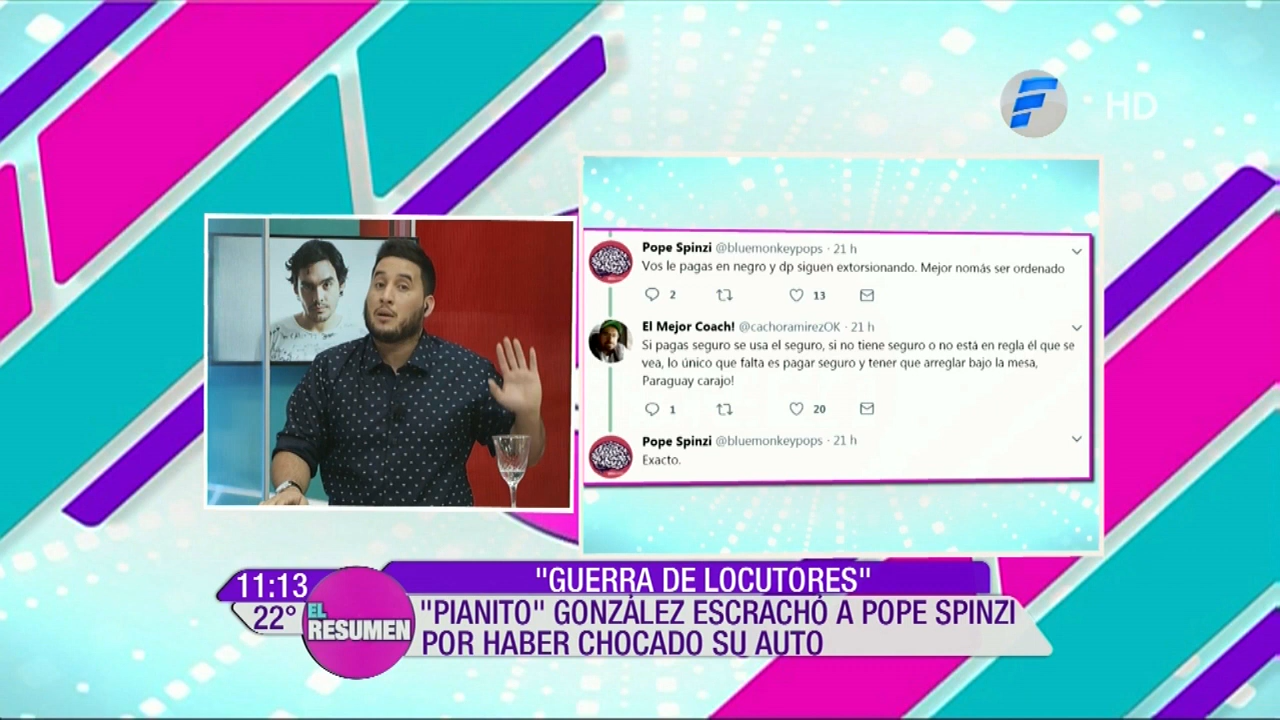 HD
Pope Spinzi @bluemonkeypops · 21 h
Vos le pagas en negro y dp siguen extorsionando. Mejor nomás ser ordenado
2 13
El Mejor Coach! @cachoramirezOK · 21 h
Si pagas seguro se usa el seguro, si no tiene seguro o no está en regla él que se
vea, lo único que falta es pagar seguro y tener que arreglar bajo la mesa,
Paraguay carajo!
1 20
Pope Spinzi @bluemonkeypops · 21 h
Exacto.
11:13
22°
EL
RESUMEN
"GUERRA DE LOCUTORES"
"PIANITO" GONZÁLEZ ESCRACHÓ A POPE SPINZI
POR HABER CHOCADO SU AUTO